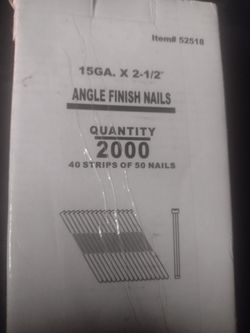 Item# 52518
15GA. X 2-1/2"
ANGLE FINISH NAILS
QUANTITY
2000
40 STRIPS OF 50 NAILS